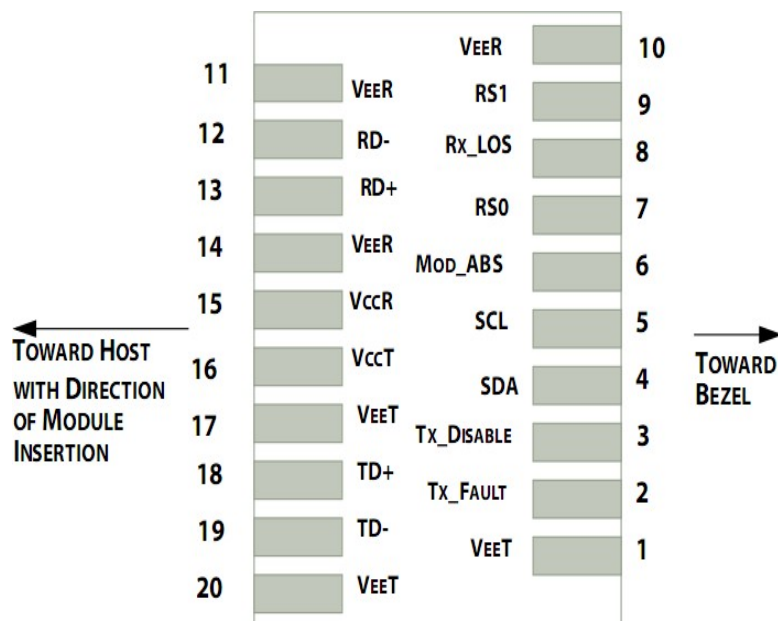 VEER 10
11 VEER
RS1 9
12 RD-
RX_LOS 8
13 RD+
RS0 7
14 VEER
MOD_ABS 6
15 VCCR
SCL 5
TOWARD HOST
WITH DIRECTION
OF MODULE
INSERTION
16 VCCT
TOWARD
BEZEL
SDA 4
17 VEET
TX_DISABLE 3
18 TD+
TX_FAULT 2
19 TD-
VEET 1
20 VEET